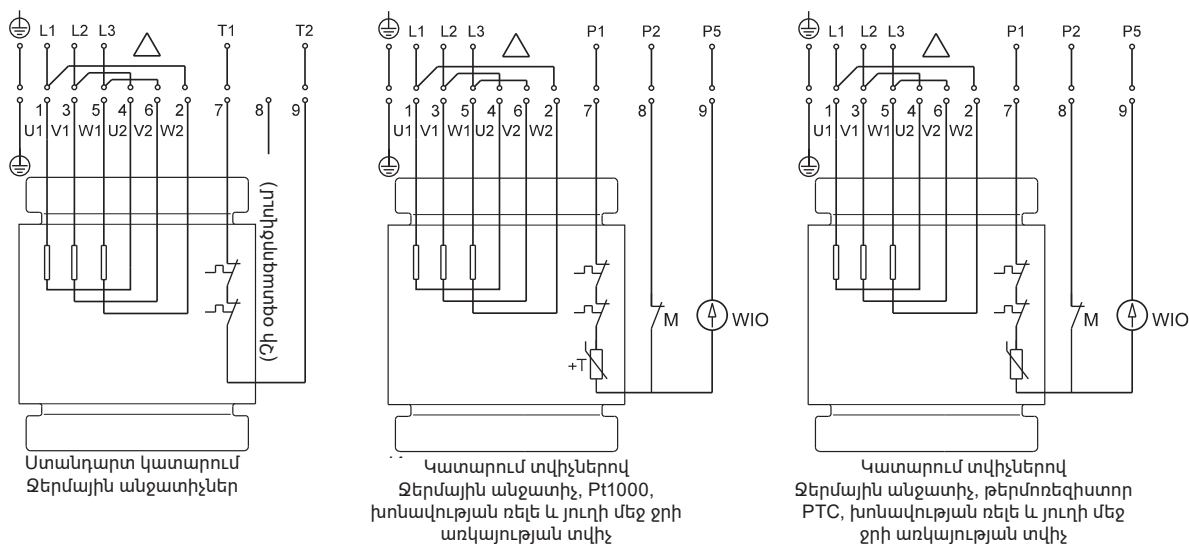 L1 L2 L3 T1 T2
1 3 5 4 6 2 7 8 9
U1 V1 W1 U2 V2 W2
(չի օգտագործվում)
Ստանդարտ կատարում
Ջերմային անջատիչներ
L1 L2 L3 P1 P2 P5
1 3 5 4 6 2 7 8 9
U1 V1 W1 U2 V2 W2
M WIO
+T
Կատարում տվիչներով
Ջերմային անջատիչ, Pt1000,
խոնավության ռելե և յուղի մեջ ջրի
առկայության տվիչ
L1 L2 L3 P1 P2 P5
1 3 5 4 6 2 7 8 9
U1 V1 W1 U2 V2 W2
M WIO
Կատարում տվիչներով
Ջերմային անջատիչ, թերմոռեզիստոր
PTC, խոնավության ռելե և յուղի մեջ
ջրի առկայության տվիչ